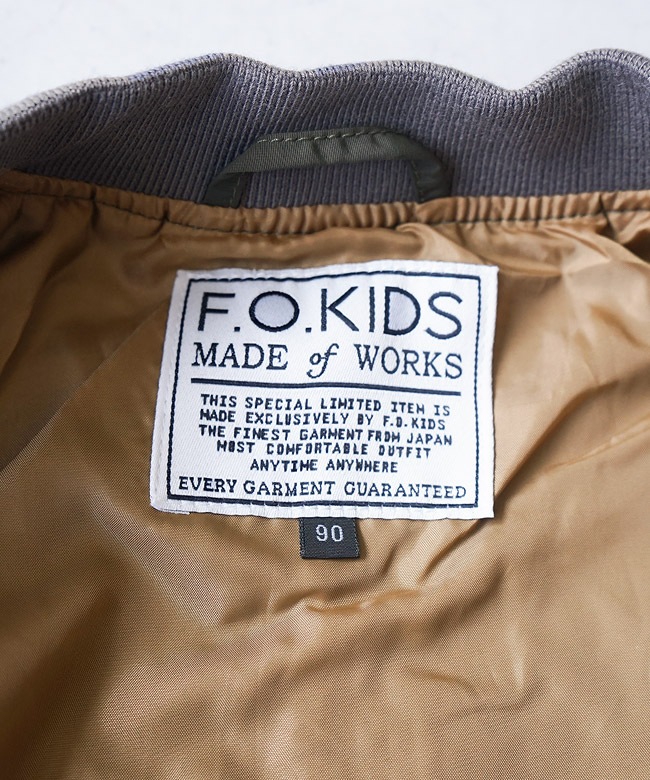 F.O.KIDS
MADE of WORKS
THIS SPECIAL LIMITED ITEM IS
MADE EXCLUSIVELY BY F.O.KIDS
THE FINEST GARMENT FROM JAPAN
MOST COMFORTABLE OUTFIT
ANYTIME ANYWHERE
EVERY GARMENT GUARANTEED
90